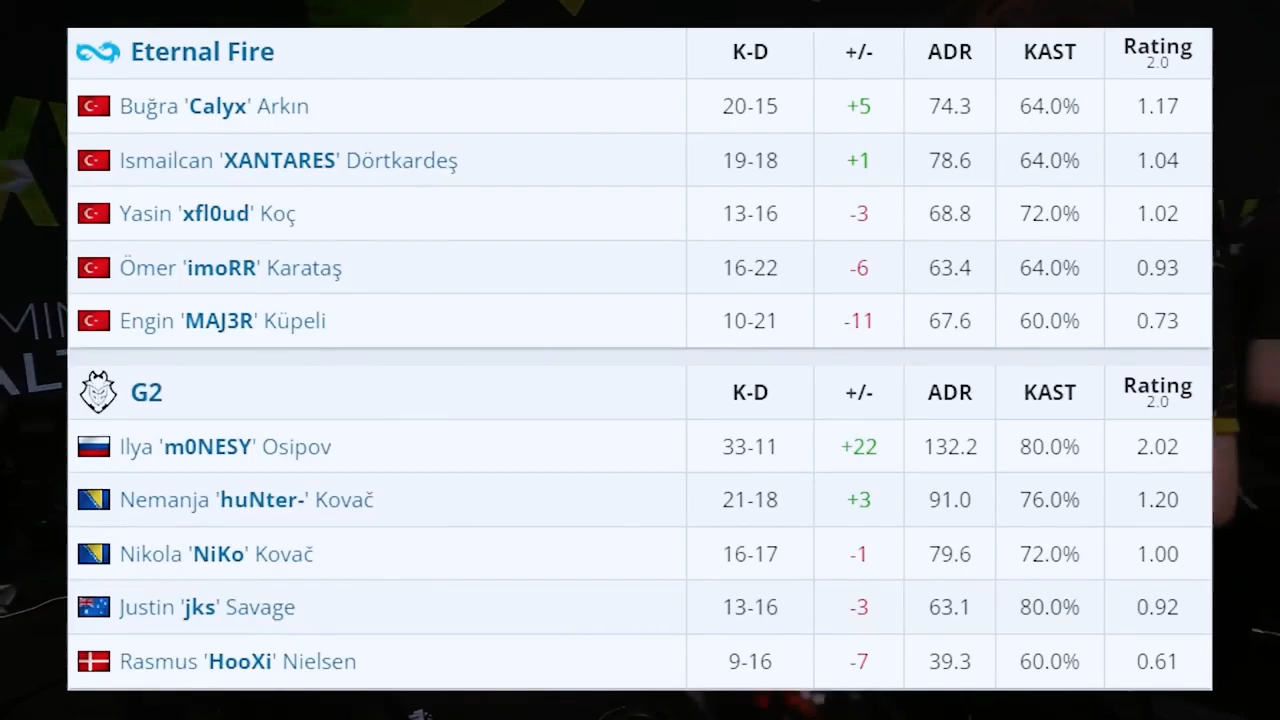 Eternal Fire K-D +/- ADR KAST Rating 2.0
Buğra 'Calyx' Arkın 20-15 +5 74.3 64.0% 1.17
Ismailcan 'XANTARES' Dörtkardeş 19-18 +1 78.6 64.0% 1.04
Yasin 'xfl0ud' Koç 13-16 -3 68.8 72.0% 1.02
Ömer 'imoRR' Karataş 16-22 -6 63.4 64.0% 0.93
Engin 'MAJ3R' Küpeli 10-21 -11 67.6 60.0% 0.73
G2 K-D +/- ADR KAST Rating 2.0
Ilya 'm0NESY' Osipov 33-11 +22 132.2 80.0% 2.02
Nemanja 'huNter-' Kovač 21-18 +3 91.0 76.0% 1.20
Nikola 'NiKo' Kovač 16-17 -1 79.6 72.0% 1.00
Justin 'jks' Savage 13-16 -3 63.1 80.0% 0.92
Rasmus 'HooXi' Nielsen 9-16 -7 39.3 60.0% 0.61